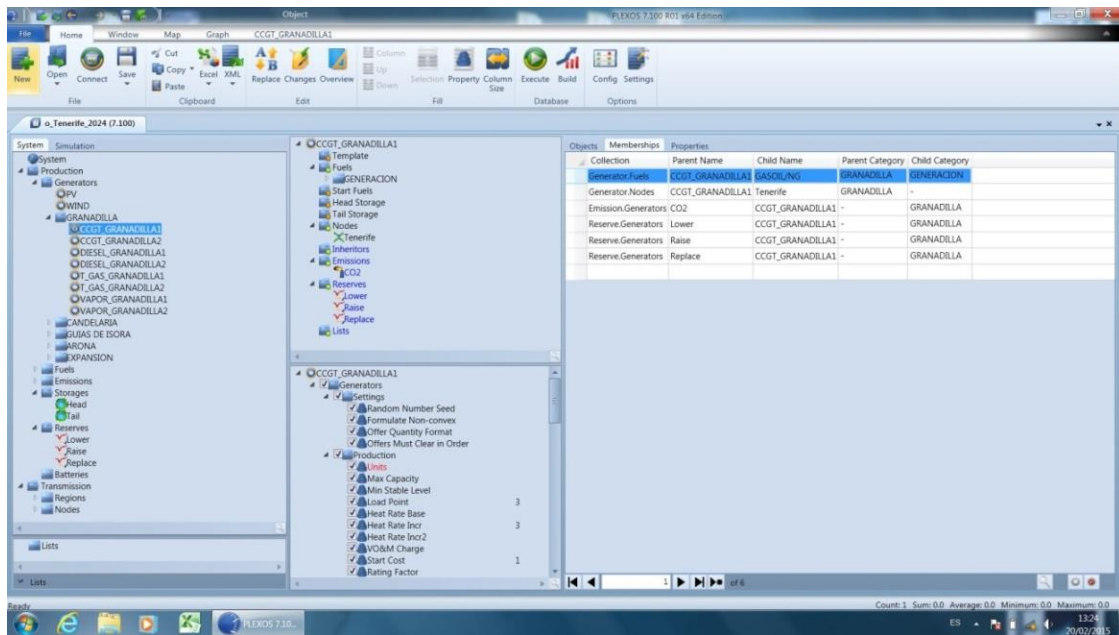 Object
PLEXOS 7.100 R01 x64 Edition
File Home Window Map Graph CCGT_GRANADILLA1
New Open Connect Save Cut Copy Paste Excel XML Replace Changes Overview Column Up Down Selection Property Column Size Execute Build Config Settings
File Clipboard Edit Fill Database Options
o_Tenerife_2024 (7.100)
System Simulation
System
Production
Generators
PV
WIND
GRANADILLA
CCGT_GRANADILLA1
CCGT_GRANADILLA2
DIESEL_GRANADILLA1
DIESEL_GRANADILLA2
T_GAS_GRANADILLA1
T_GAS_GRANADILLA2
VAPOR_GRANADILLA1
VAPOR_GRANADILLA2
CANDELARIA
GUIAS DE ISORA
ARONA
EXPANSION
Fuels
Emissions
Storages
Head
Tail
Reserves
Lower
Raise
Replace
Batteries
Transmission
Regions
Nodes
Lists
Lists
CCGT_GRANADILLA1
Template
Fuels
GENERACION
Start Fuels
Head Storage
Tail Storage
Nodes
Tenerife
Inheritors
Emissions
CO2
Reserves
Lower
Raise
Replace
Lists
CCGT_GRANADILLA1
Generators
Settings
Random Number Seed
Formulate Non-convex
Offer Quantity Format
Offers Must Clear in Order
Production
Units
Max Capacity
Min Stable Level
Load Point 3
Heat Rate Base
Heat Rate Incr 3
Heat Rate Incr2
VO&M Charge
Start Cost 1
Rating Factor
Objects Memberships Properties
Collection Parent Name Child Name Parent Category Child Category
Generator.Fuels CCGT_GRANADILLA1 GASOIL/NG GRANADILLA GENERACION
Generator.Nodes CCGT_GRANADILLA1 Tenerife GRANADILLA -
Emission.Generators CO2 CCGT_GRANADILLA1 - GRANADILLA
Reserve.Generators Lower CCGT_GRANADILLA1 - GRANADILLA
Reserve.Generators Raise CCGT_GRANADILLA1 - GRANADILLA
Reserve.Generators Replace CCGT_GRANADILLA1 - GRANADILLA
1 of 6
Ready
Count: 1 Sum: 0.0 Average: 0.0 Minimum: 0.0 Maximum: 0.0
PLEXOS 7.10...
ES
13:24
20/02/2015